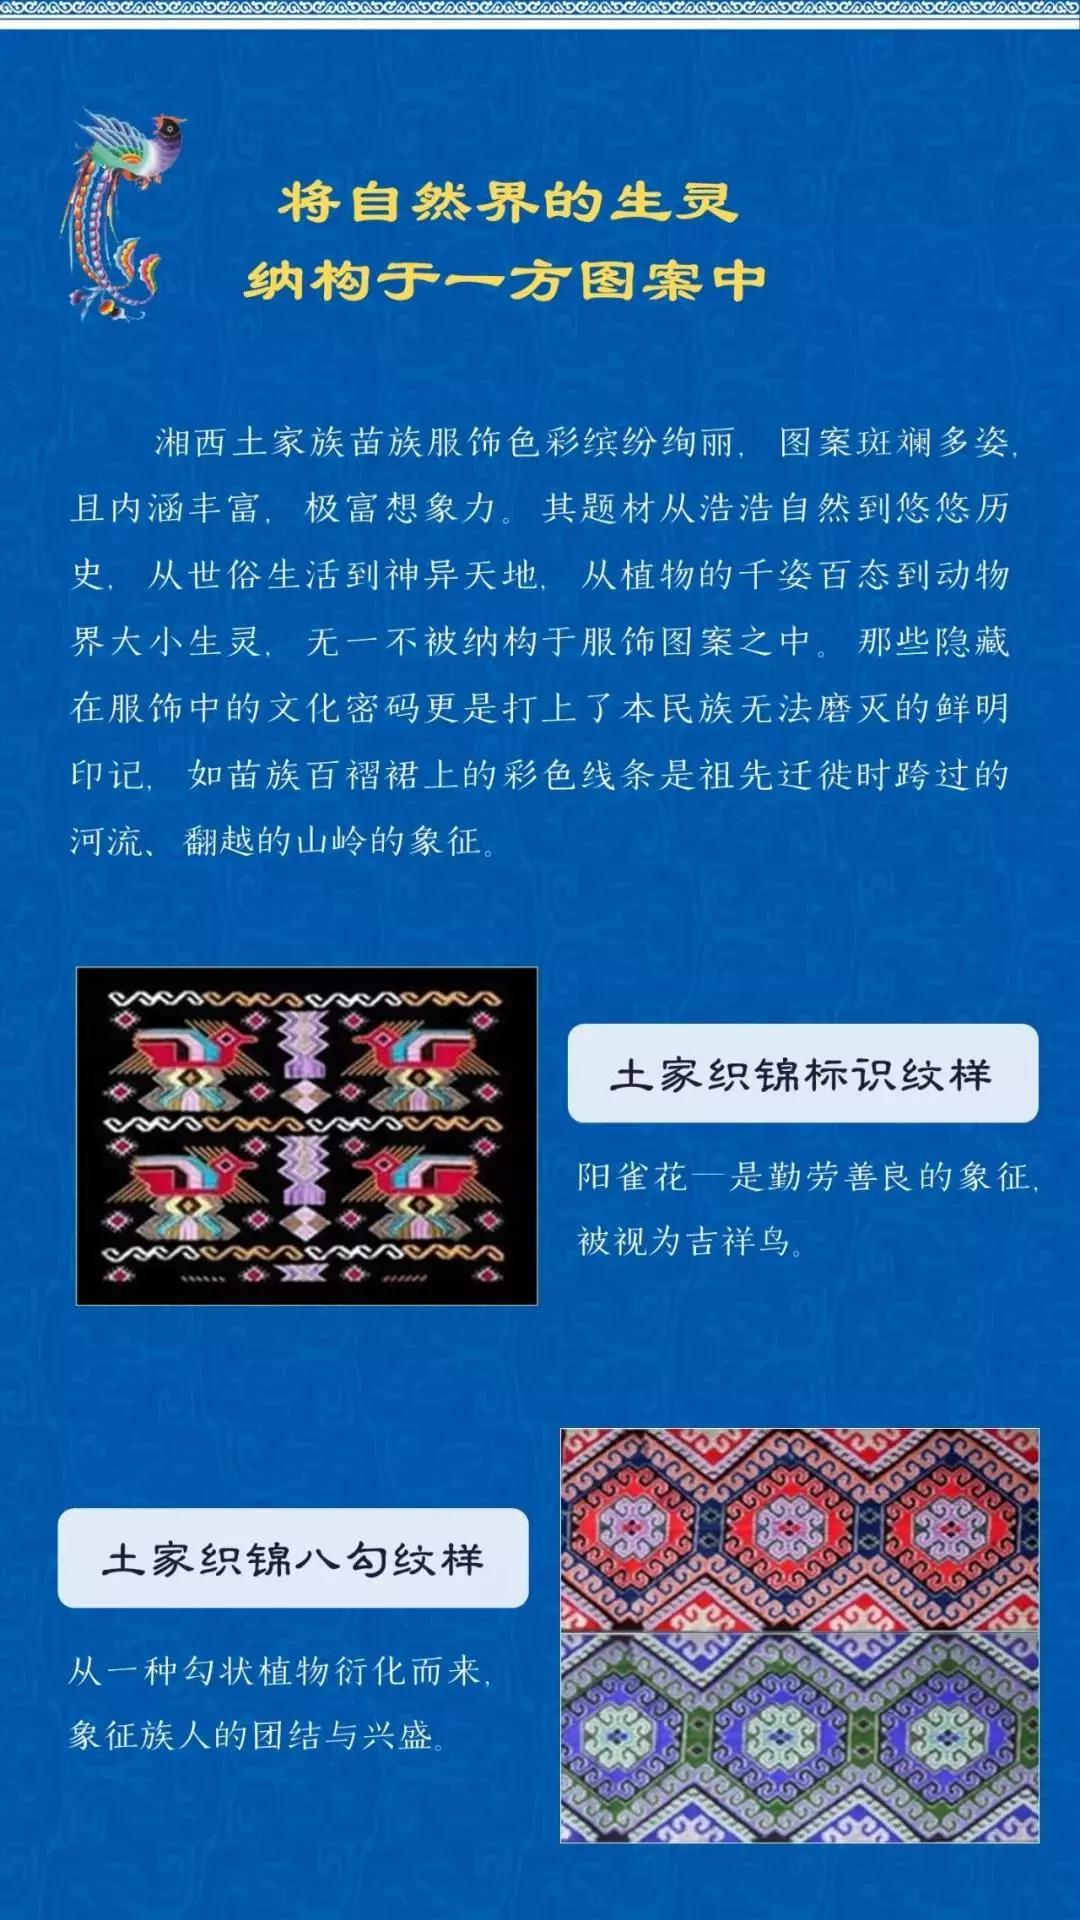 将自然界的生灵
纳构于一方图案中
湘西土家族苗族服饰色彩缤纷绚丽，图案斑斓多姿，
且内涵丰富，极富想象力。其题材从浩浩自然到悠悠历
史，从世俗生活到神异天地，从植物的千姿百态到动物
界大小生灵，无一不被纳构于服饰图案之中。那些隐藏
在服饰中的文化密码更是打上了本民族无法磨灭的鲜明
印记，如苗族百褶裙上的彩色线条是祖先迁徙时跨过的
河流、翻越的山岭的象征。
土家织锦标识纹样
阳雀花—是勤劳善良的象征，
被视为吉祥鸟。
土家织锦八勾纹样
从一种勾状植物衍化而来，
象征族人的团结与兴盛。